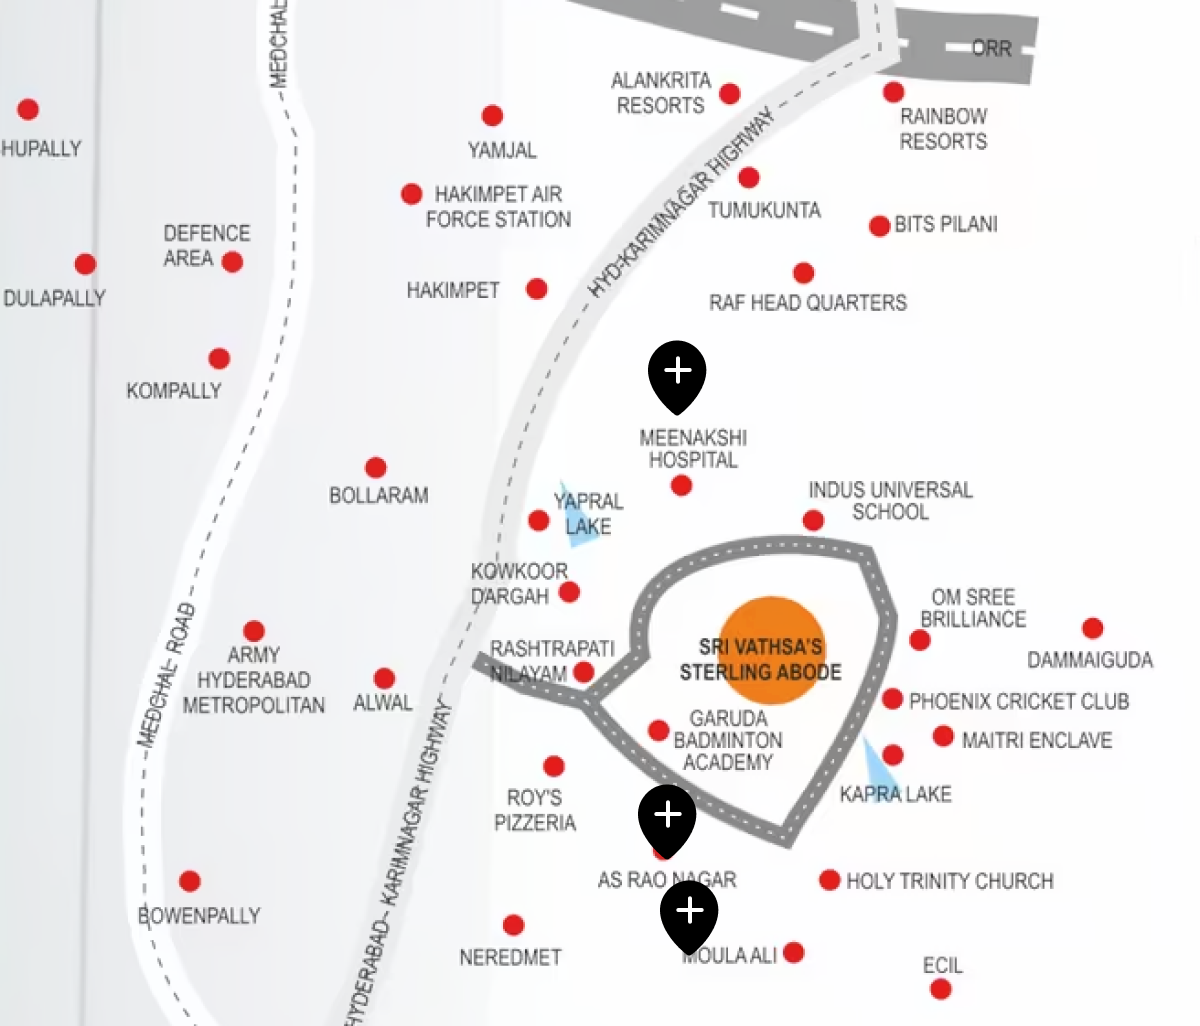 MEDCHAL
ORR
ALANKRITA
RESORTS
RAINBOW
RESORTS
YAMJAL
HYD-KARIMNAGAR HIGHWAY
HAKIMPET AIR
FORCE STATION
TUMUKUNTA
BITS PILANI
DEFENCE
AREA
DULAPALLY
HAKIMPET
RAF HEAD QUARTERS
KOMPALLY
MEENAKSHI
HOSPITAL
BOLLARAM
YAPRAL
LAKE
INDUS UNIVERSAL
SCHOOL
KOWKOOR
DARGAH
OM SREE
BRILLIANCE
MEDCHAL ROAD
ARMY
HYDERABAD
METROPOLITAN
ALWAL
RASHTRAPATI
NILAYAM
SRI VATHSA'S
STERLING ABODE
DAMMAIGUDA
PHOENIX CRICKET CLUB
GARUDA
BADMINTON
ACADEMY
MAITRI ENCLAVE
HYDERABAD- KARIMNAGAR HIGHWAY
ROY'S
PIZZERIA
KAPRA LAKE
AS RAO NAGAR
HOLY TRINITY CHURCH
BOWENPALLY
NEREDMET
MOULA ALI
ECIL